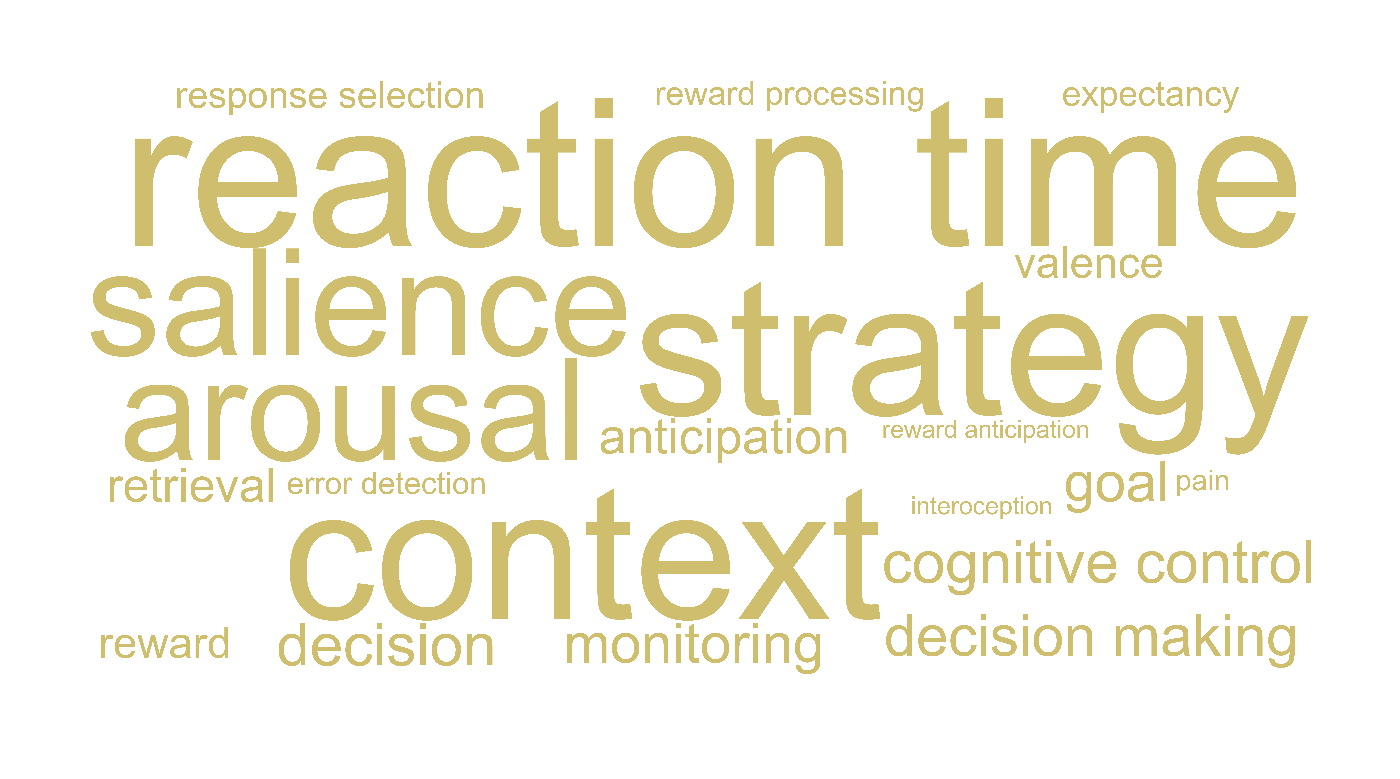 response selection reward processing expectancy
reaction time
valence
salience strategy
arousal
anticipation reward anticipation
retrieval error detection goal pain
interoception
context cognitive control
reward decision monitoring decision making